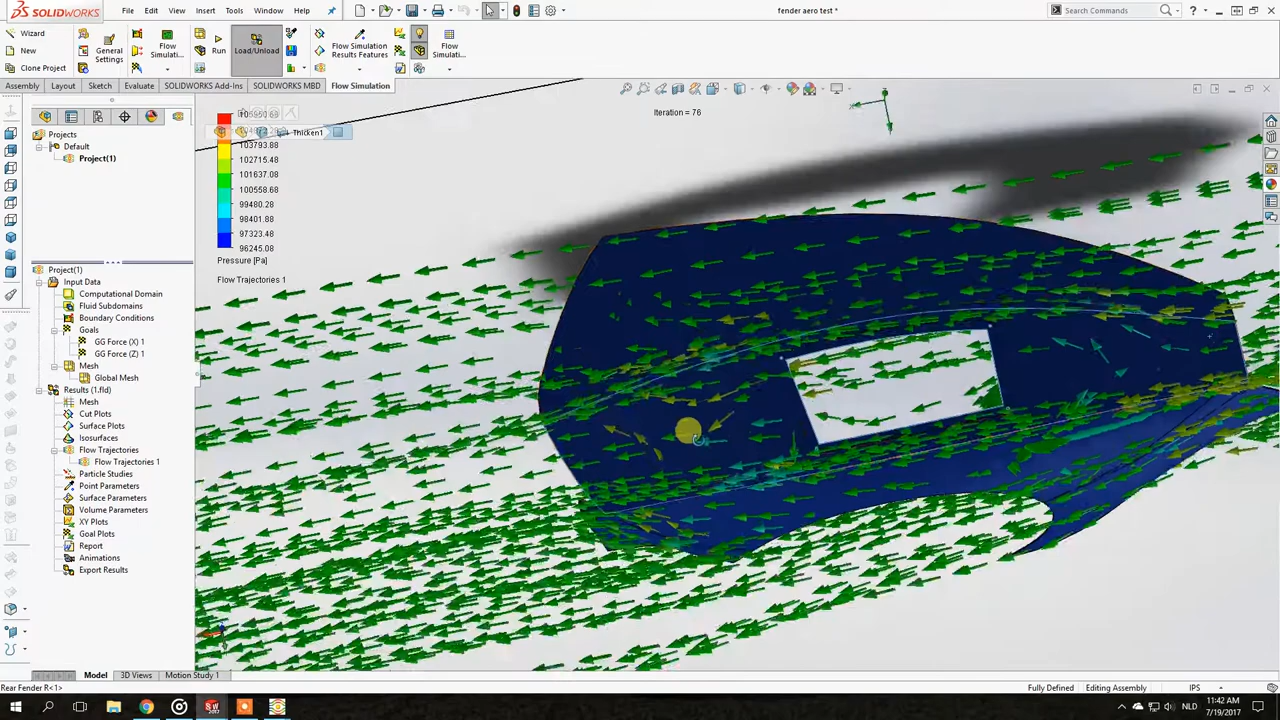 SOLIDWORKS
File Edit View Insert Tools Window Help
fender aero test *
Search Commands
Wizard
New
Clone Project
General Settings
Flow Simulati...
Run
Load/Unload
Flow Simulation Results Features
Flow Simulati...
Assembly Layout Sketch Evaluate SOLIDWORKS Add-Ins SOLIDWORKS MBD Flow Simulation
Iteration = 76
Thicken1
103793.88
102715.48
101637.08
100558.68
99480.28
98401.88
97323.48
96245.08
Pressure [Pa]
Flow Trajectories 1
Projects
Default
Project(1)
Project(1)
Input Data
Computational Domain
Fluid Subdomains
Boundary Conditions
Goals
GG Force (X) 1
GG Force (Z) 1
Mesh
Global Mesh
Results (1.fld)
Mesh
Cut Plots
Surface Plots
Isosurfaces
Flow Trajectories
Flow Trajectories 1
Particle Studies
Point Parameters
Surface Parameters
Volume Parameters
XY Plots
Goal Plots
Report
Animations
Export Results
Model 3D Views Motion Study 1
Rear Fender R<1>
Fully Defined Editing Assembly IPS
NLD
11:42 AM
7/19/2017